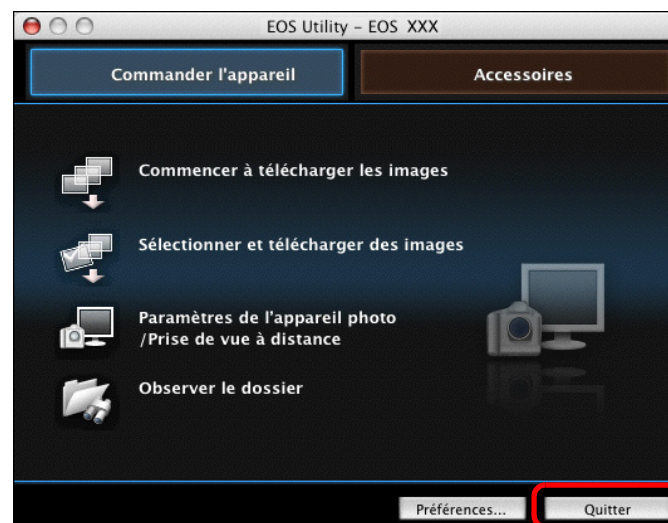 EOS Utility – EOS XXX
Commander l'appareil
Accessoires
Commencer à télécharger les images
Sélectionner et télécharger des images
Paramètres de l'appareil photo
/Prise de vue à distance
Observer le dossier
Préférences...
Quitter